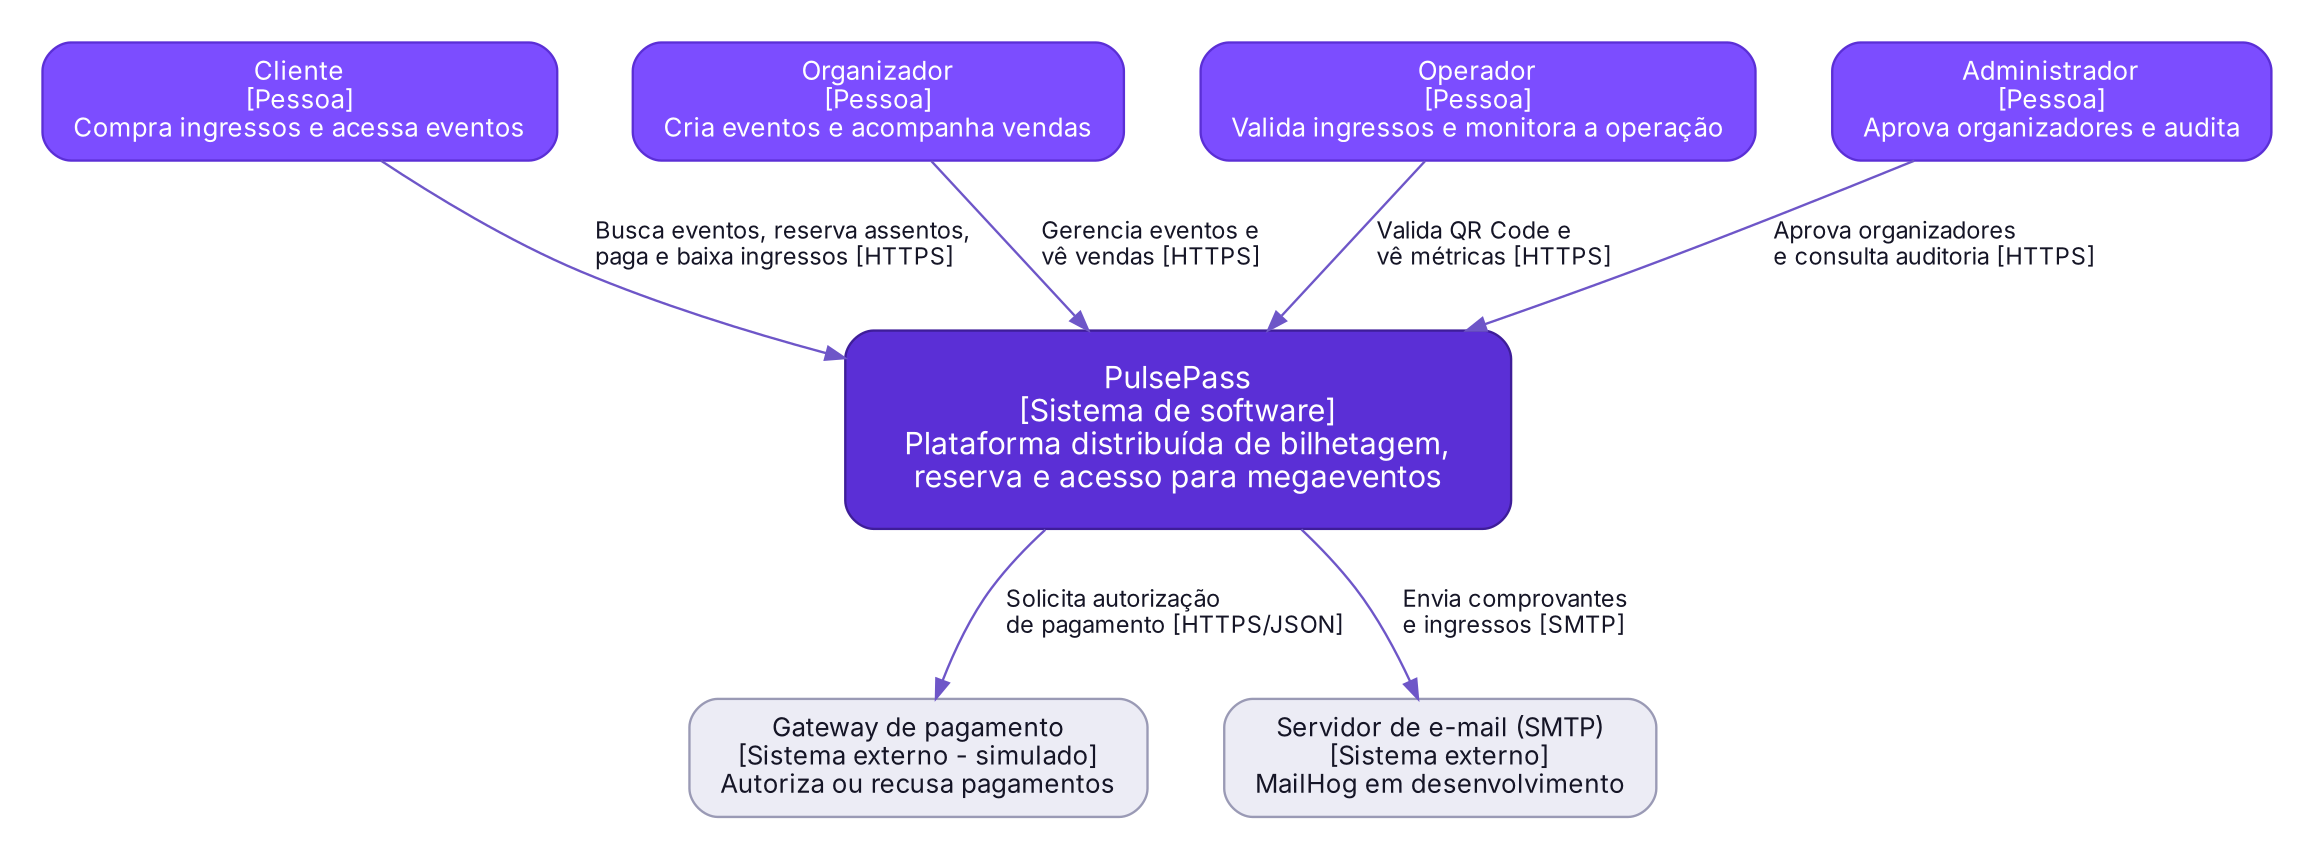 Cliente
[Pessoa]
Compra ingressos e acessa eventos
Organizador
[Pessoa]
Cria eventos e acompanha vendas
Operador
[Pessoa]
Valida ingressos e monitora a operação
Administrador
[Pessoa]
Aprova organizadores e audita
Busca eventos, reserva assentos,
paga e baixa ingressos [HTTPS]
Gerencia eventos e
vê vendas [HTTPS]
Valida QR Code e
vê métricas [HTTPS]
Aprova organizadores
e consulta auditoria [HTTPS]
PulsePass
[Sistema de software]
Plataforma distribuída de bilhetagem,
reserva e acesso para megaeventos
Solicita autorização
de pagamento [HTTPS/JSON]
Envia comprovantes
e ingressos [SMTP]
Gateway de pagamento
[Sistema externo - simulado]
Autoriza ou recusa pagamentos
Servidor de e-mail (SMTP)
[Sistema externo]
MailHog em desenvolvimento